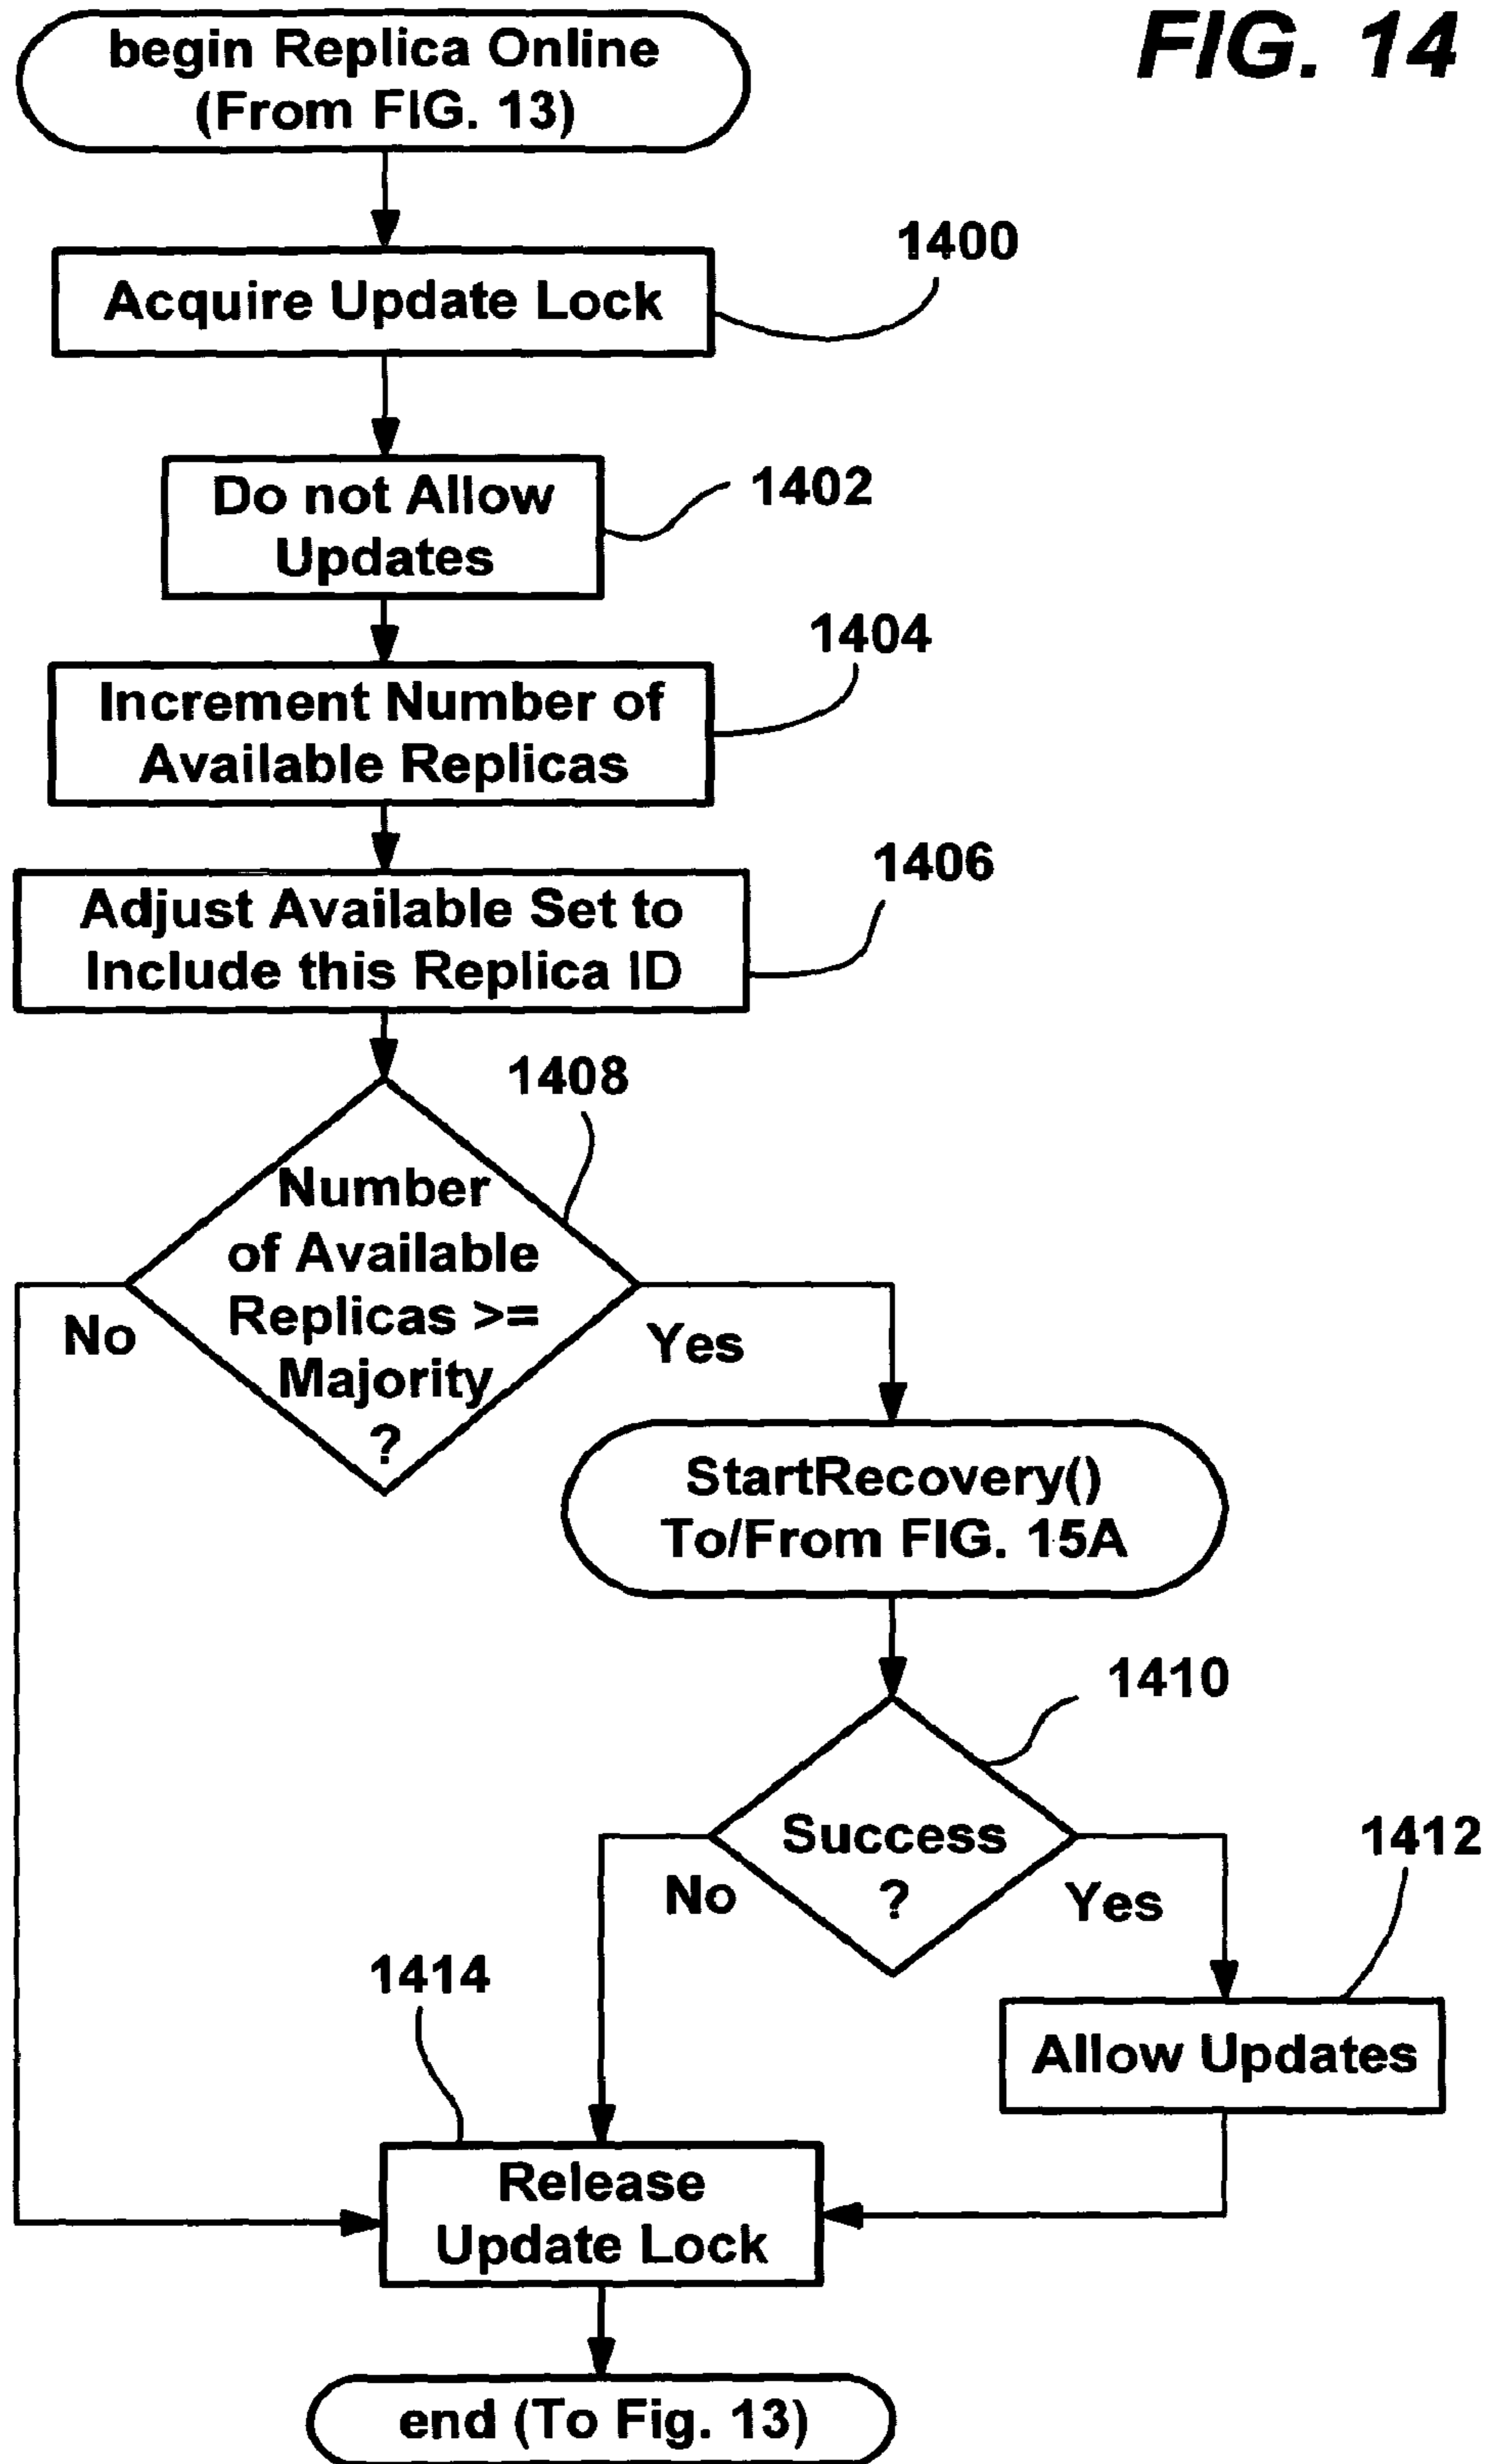 FIG. 14
begin Replica Online
(From FIG. 13)
1400
Acquire Update Lock
1402
Do not Allow
Updates
1404
Increment Number of
Available Replicas
1406
Adjust Available Set to
Include this Replica ID
1408
Number
of Available
Replicas >=
Majority
?
No
Yes
StartRecovery()
To/From FIG. 15A
1410
Success
?
No
Yes
1412
Allow Updates
1414
Release
Update Lock
end (To Fig. 13)